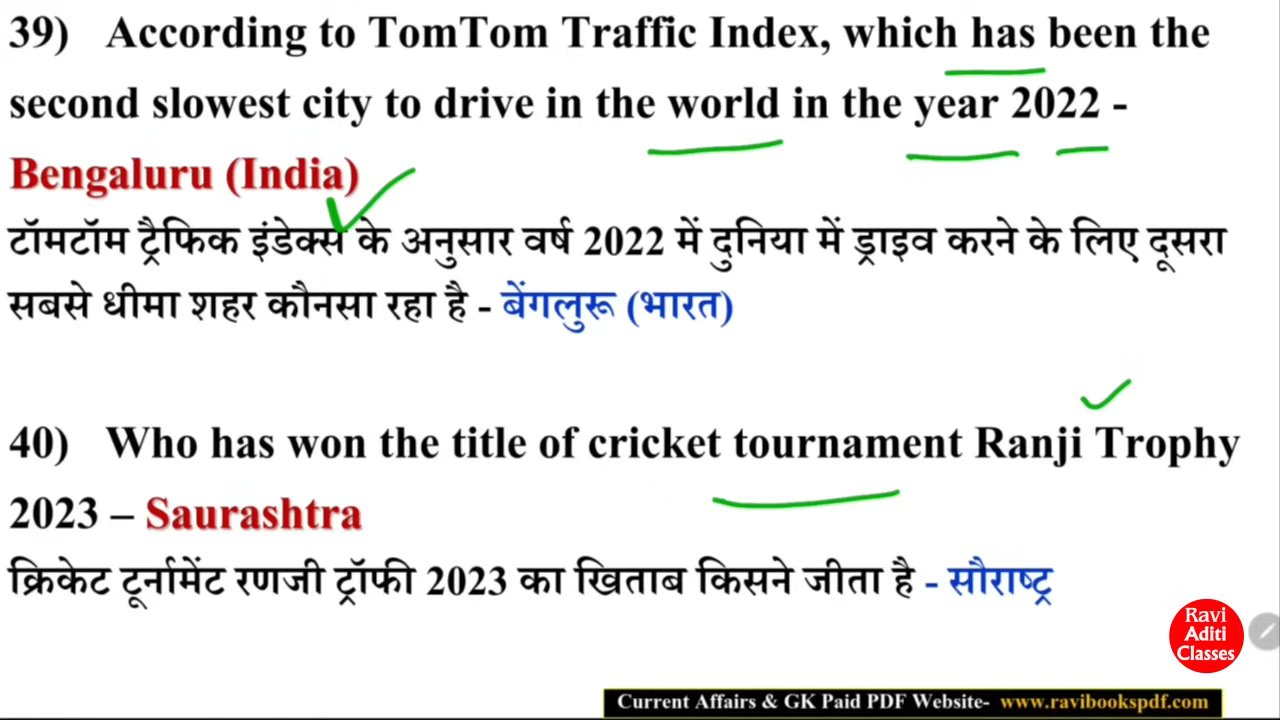 39) According to TomTom Traffic Index, which has been the
second slowest city to drive in the world in the year 2022 -
Bengaluru (India)
टॉमटॉम ट्रैफिक इंडेक्स के अनुसार वर्ष 2022 में दुनिया में ड्राइव करने के लिए दूसरा
सबसे धीमा शहर कौनसा रहा है - बेंगलुरू (भारत)
40) Who has won the title of cricket tournament Ranji Trophy
2023 – Saurashtra
क्रिकेट टूर्नामेंट रणजी ट्रॉफी 2023 का खिताब किसने जीता है - सौराष्ट्र
Ravi
Aditi
Classes
Current Affairs & GK Paid PDF Website- www.ravibookspdf.com